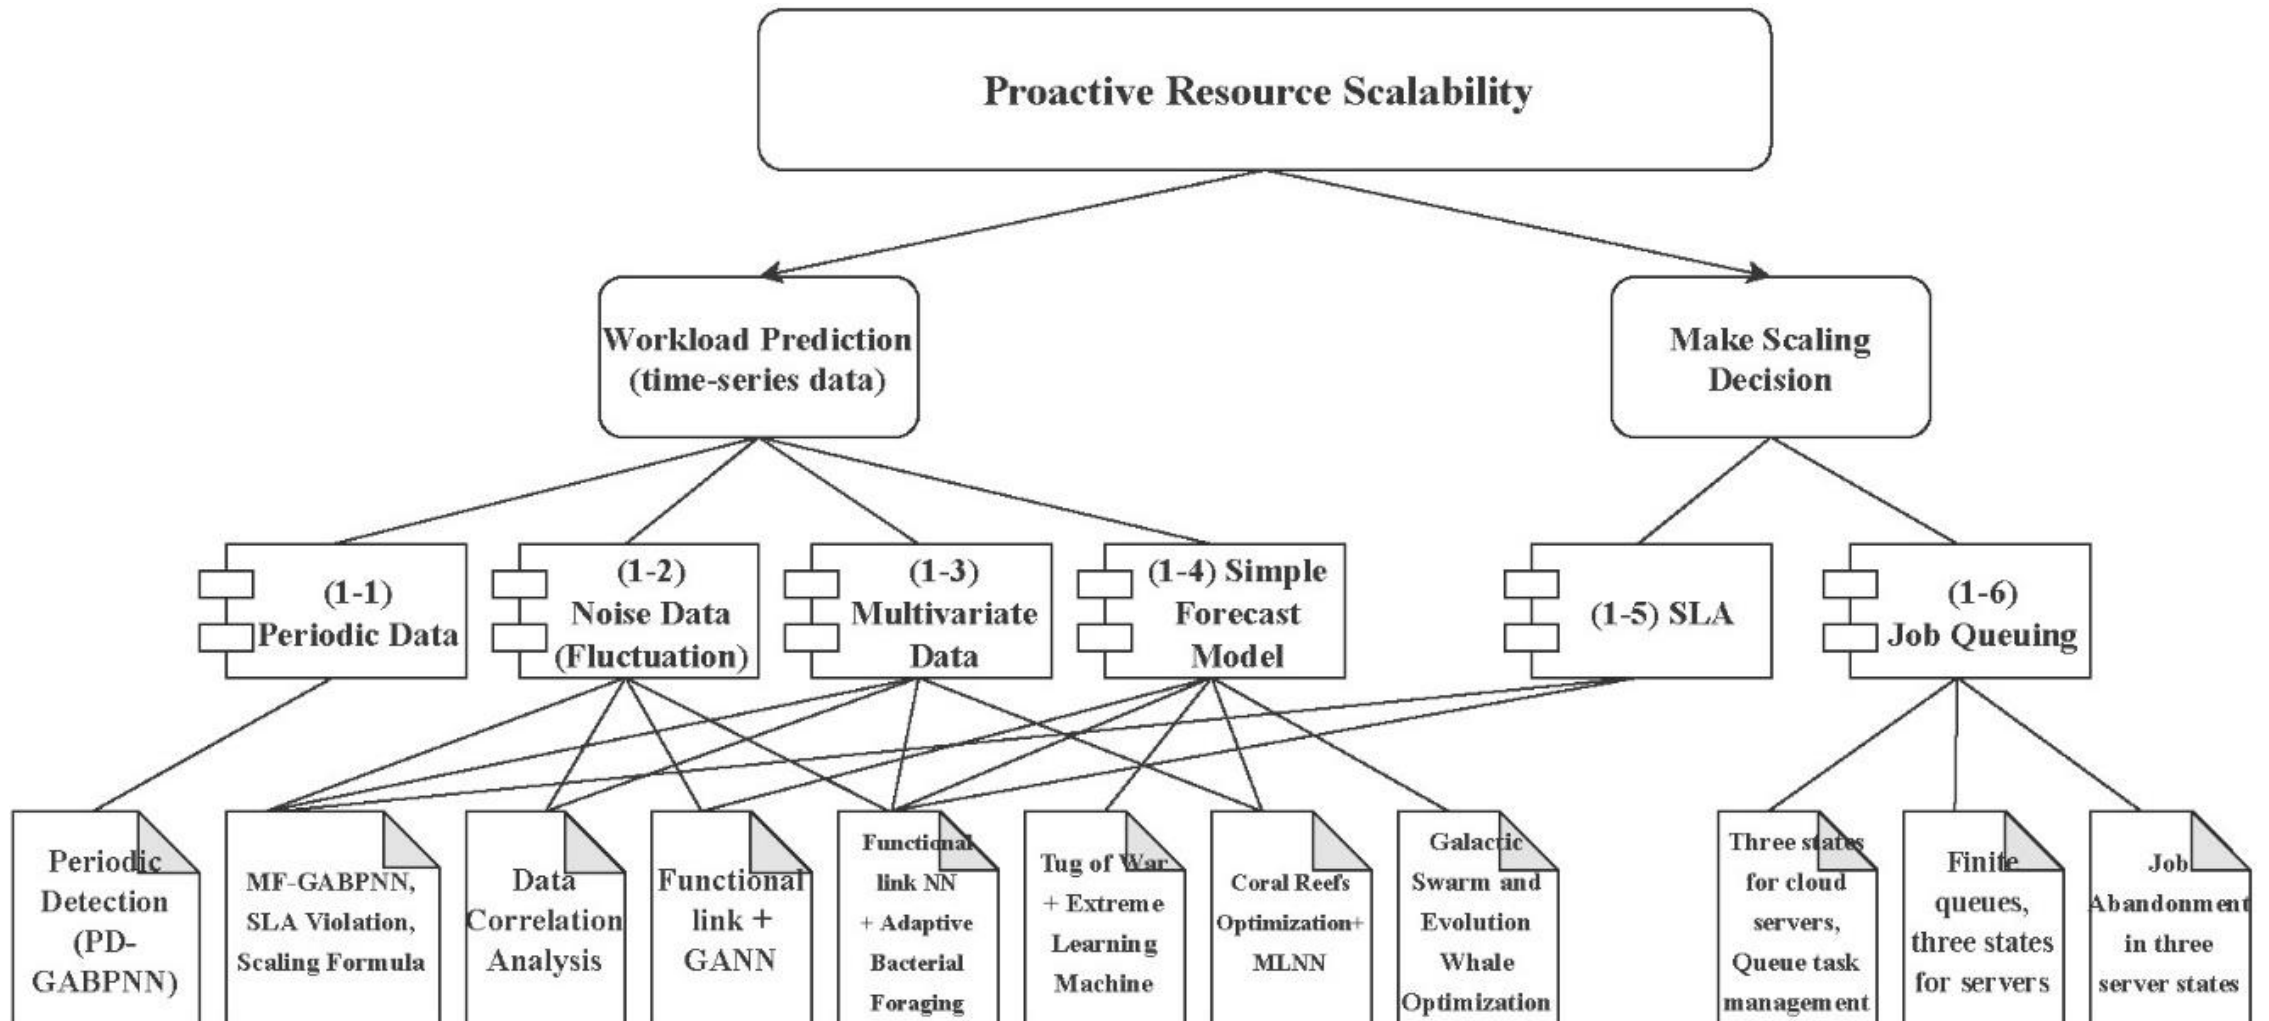 Proactive Resource Scalability
Workload Prediction
(time-series data)
Make Scaling
Decision
(1-1)
Periodic Data
(1-2)
Noise Data
(Fluctuation)
(1-3)
Multivariate
Data
(1-4) Simple
Forecast
Model
(1-5) SLA
(1-6)
Job Queuing
Periodic
Detection
(PD-
GABPNN)
MF-GABPNN,
SLA Violation,
Scaling Formula
Data
Correlation
Analysis
Functional
link +
GANN
Functional
link NN
+ Adaptive
Bacterial
Foraging
Tug of War
+ Extreme
Learning
Machine
Coral Reefs
Optimization+
MLNN
Galactic
Swarm and
Evolution
Whale
Optimization
Three states
for cloud
servers,
Queue task
management
Finite
queues,
three states
for servers
Job
Abandonment
in three
server states